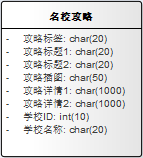 名校攻略
- 攻略标签: char(20)
- 攻略标题1: char(20)
- 攻略标题2: char(20)
- 攻略插图: char(50)
- 攻略详情1: char(1000)
- 攻略详情2: char(1000)
- 学校ID: int(10)
- 学校名称: char(20)